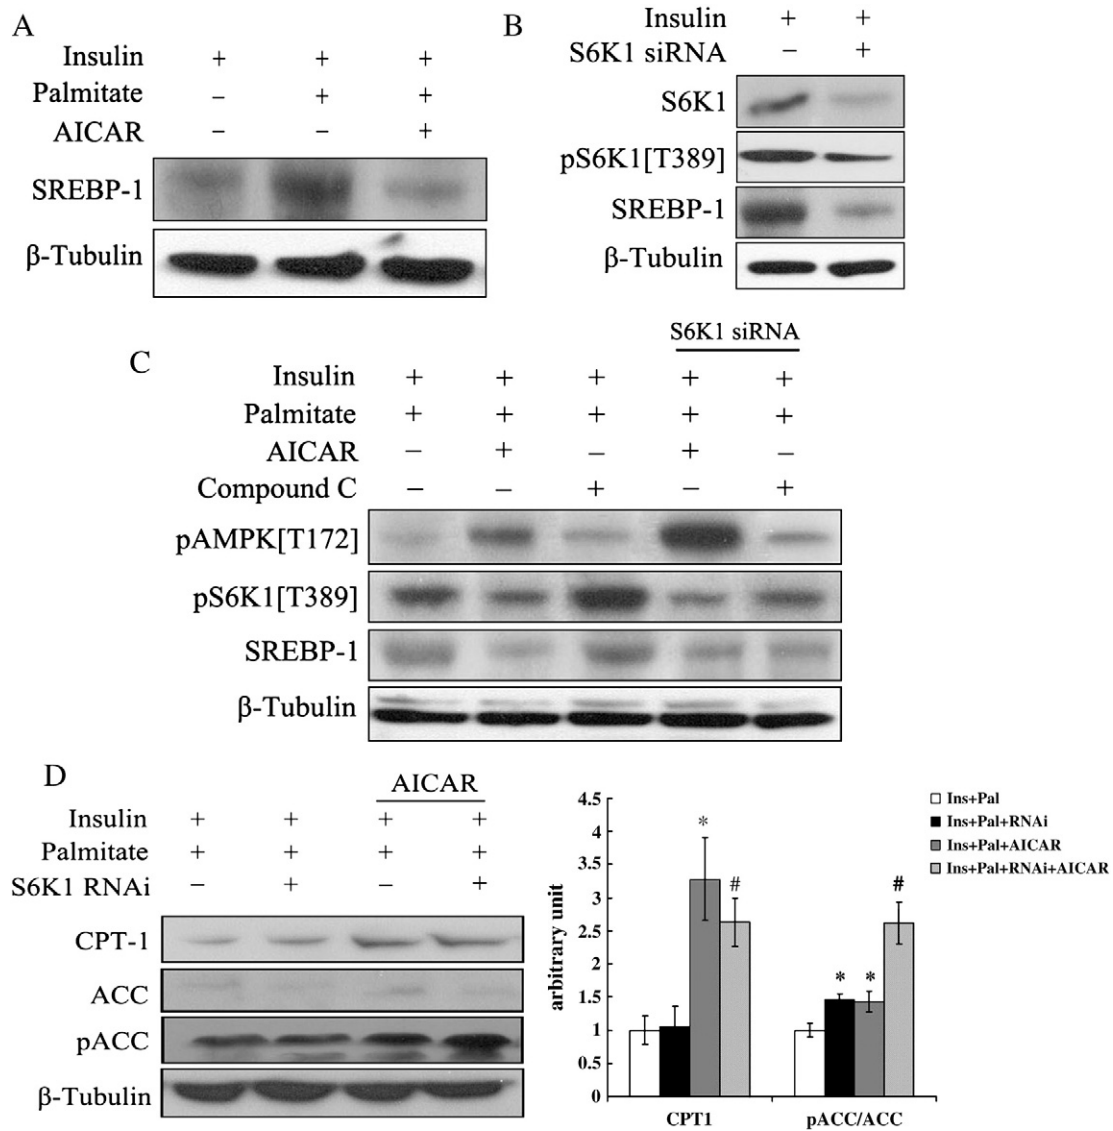 A
Insulin + + +
Palmitate – + +
AICAR – – +
SREBP-1
β-Tubulin
B
Insulin + +
S6K1 siRNA – +
S6K1
pS6K1[T389]
SREBP-1
β-Tubulin
C
S6K1 siRNA
Insulin + + + + +
Palmitate + + + + +
AICAR – + – + –
Compound C – – + – +
pAMPK[T172]
pS6K1[T389]
SREBP-1
β-Tubulin
D
AICAR
Insulin + + + +
Palmitate + + + +
S6K1 RNAi – + – +
CPT-1
ACC
pACC
β-Tubulin
arbitrary unit
4.5
4
3.5
3
2.5
2
1.5
1
0.5
0
* #
* * #
CPT1 pACC/ACC
Ins+Pal
Ins+Pal+RNAi
Ins+Pal+AICAR
Ins+Pal+RNAi+AICAR